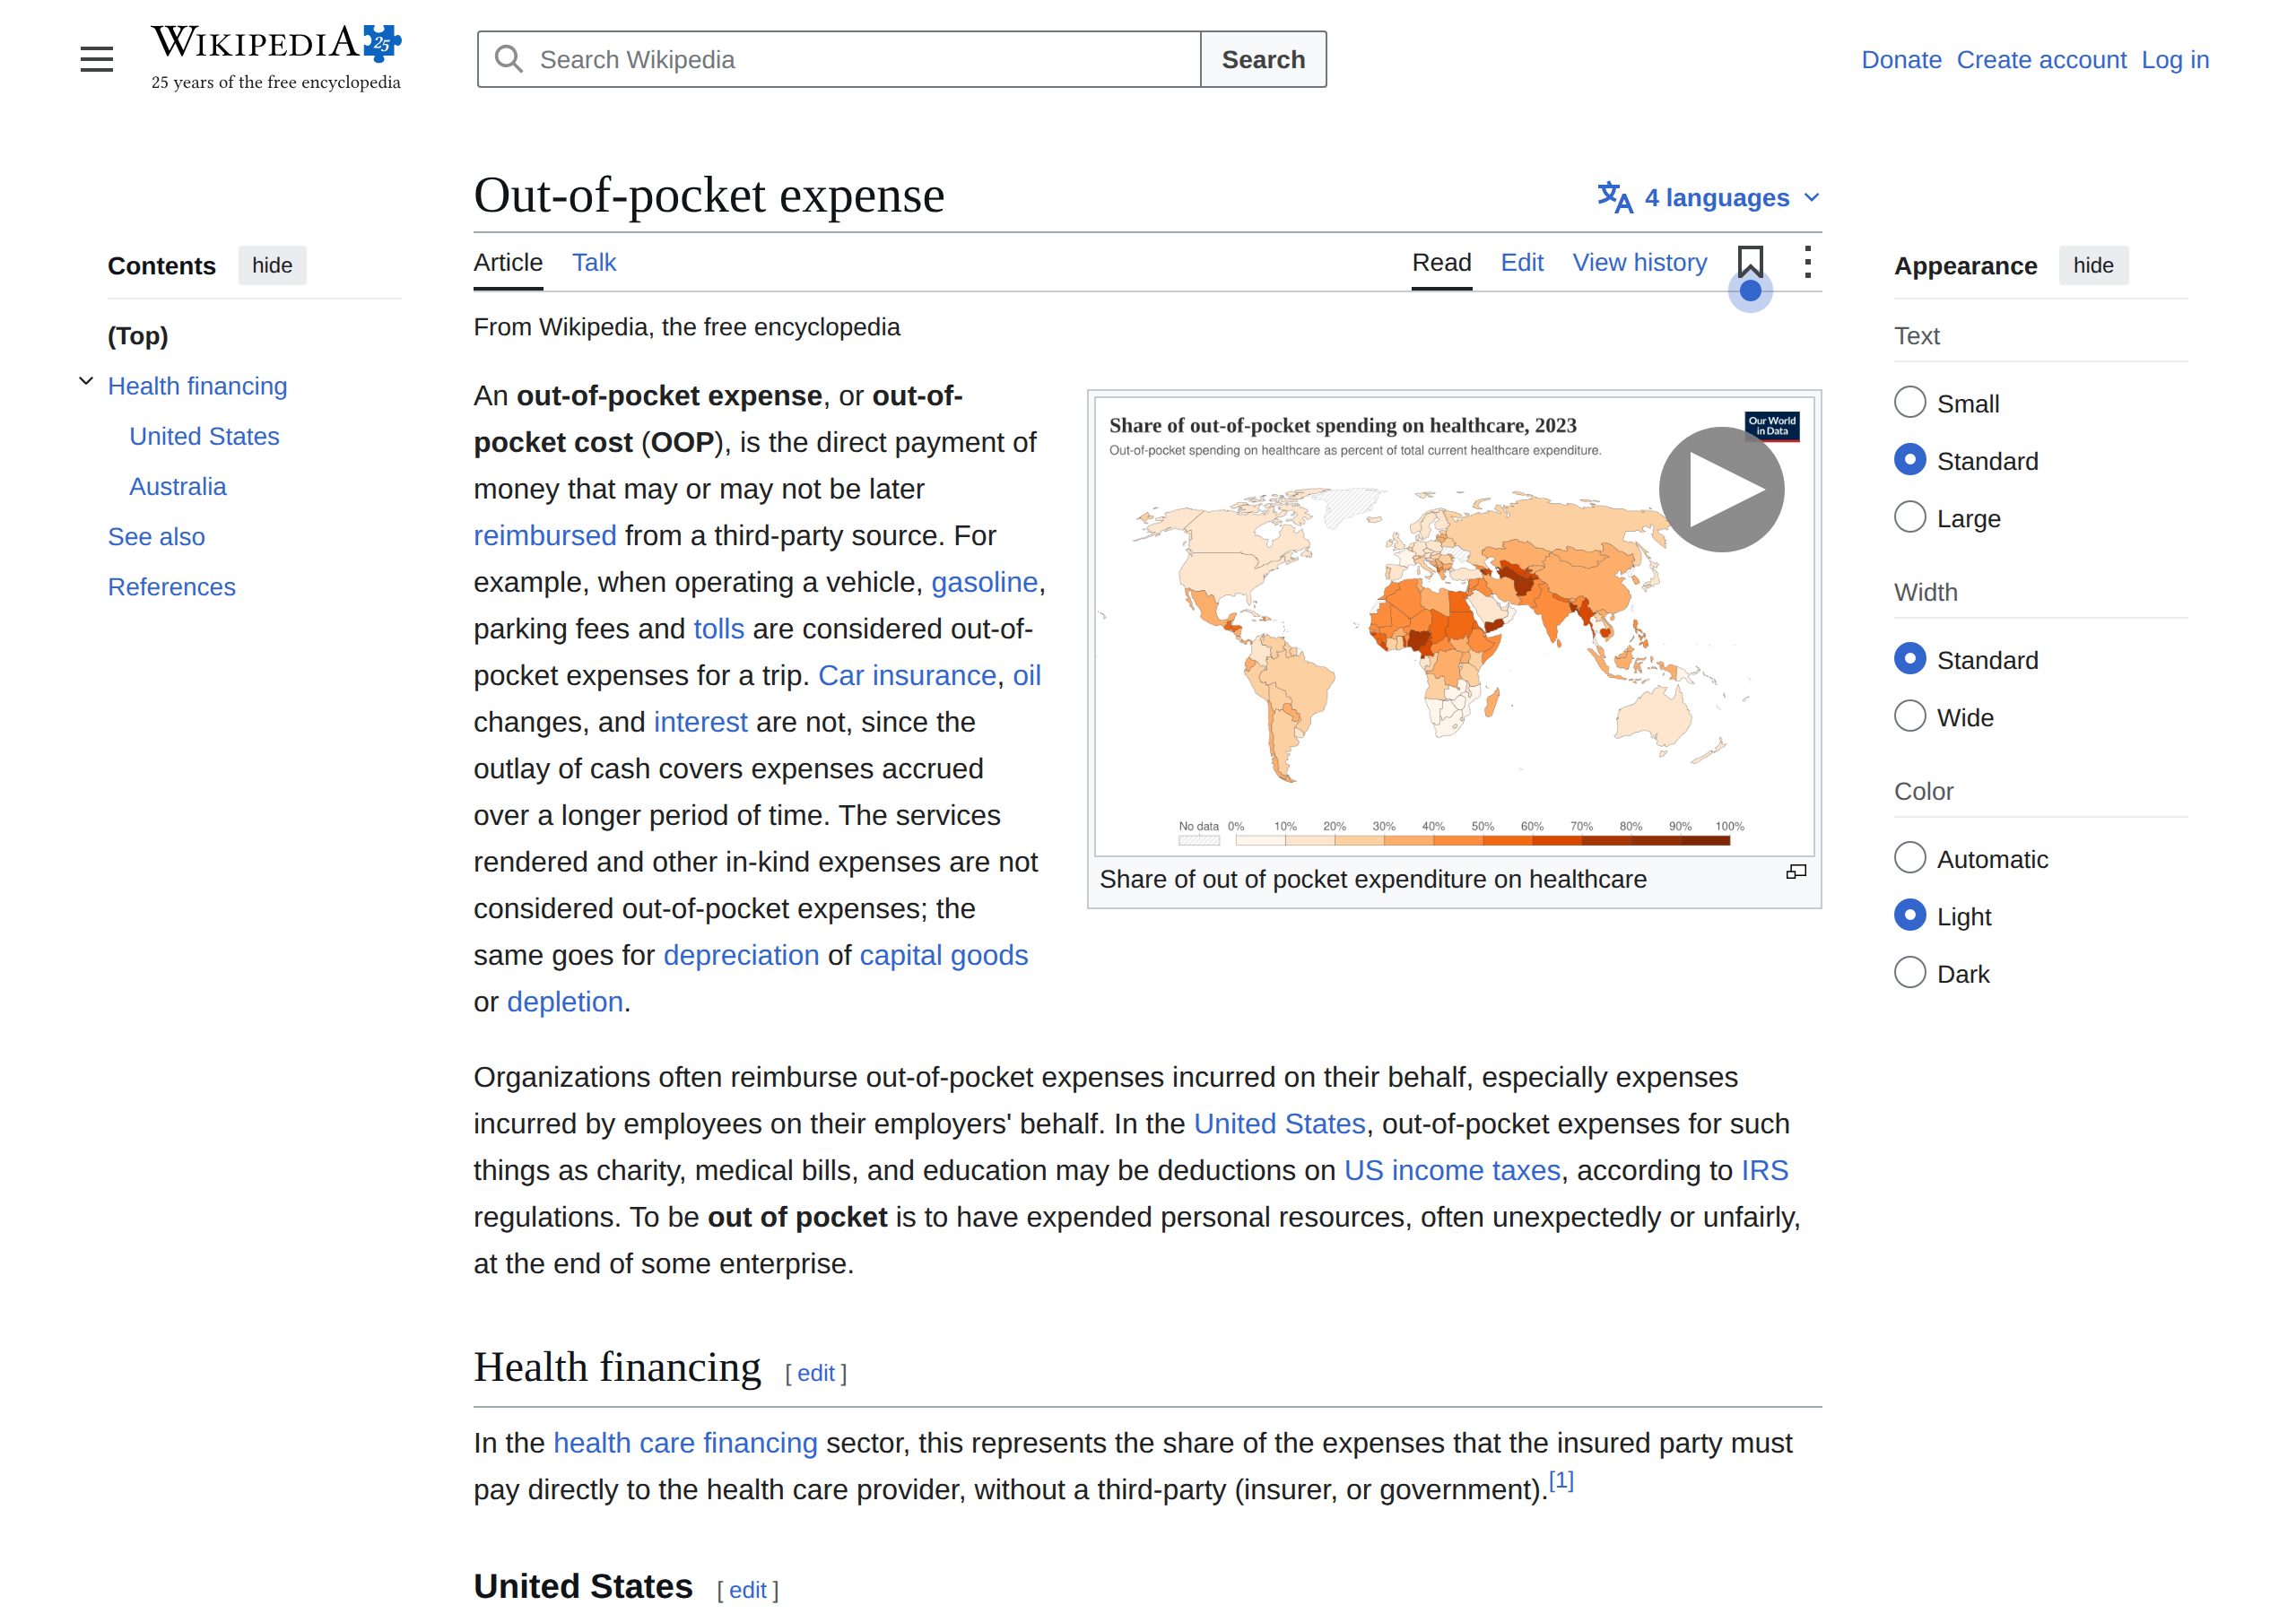 WIKIPEDIA 25
25 years of the free encyclopedia
Search Wikipedia
Search
Donate Create account Log in
Out-of-pocket expense
4 languages
Article Talk
Read Edit View history
From Wikipedia, the free encyclopedia
Contents hide
(Top)
Health financing
United States
Australia
See also
References
An out-of-pocket expense, or out-of-
pocket cost (OOP), is the direct payment of
money that may or may not be later
reimbursed from a third-party source. For
example, when operating a vehicle, gasoline,
parking fees and tolls are considered out-of-
pocket expenses for a trip. Car insurance, oil
changes, and interest are not, since the
outlay of cash covers expenses accrued
over a longer period of time. The services
rendered and other in-kind expenses are not
considered out-of-pocket expenses; the
same goes for depreciation of capital goods
or depletion.
Share of out-of-pocket spending on healthcare, 2023
Out-of-pocket spending on healthcare as percent of total current healthcare expenditure.
Our World
in Data
No data 0% 10% 20% 30% 40% 50% 60% 70% 80% 90% 100%
Share of out of pocket expenditure on healthcare
Organizations often reimburse out-of-pocket expenses incurred on their behalf, especially expenses
incurred by employees on their employers' behalf. In the United States, out-of-pocket expenses for such
things as charity, medical bills, and education may be deductions on US income taxes, according to IRS
regulations. To be out of pocket is to have expended personal resources, often unexpectedly or unfairly,
at the end of some enterprise.
Health financing [ edit ]
In the health care financing sector, this represents the share of the expenses that the insured party must
pay directly to the health care provider, without a third-party (insurer, or government).[1]
United States [ edit ]
Appearance hide
Text
Small
Standard
Large
Width
Standard
Wide
Color
Automatic
Light
Dark